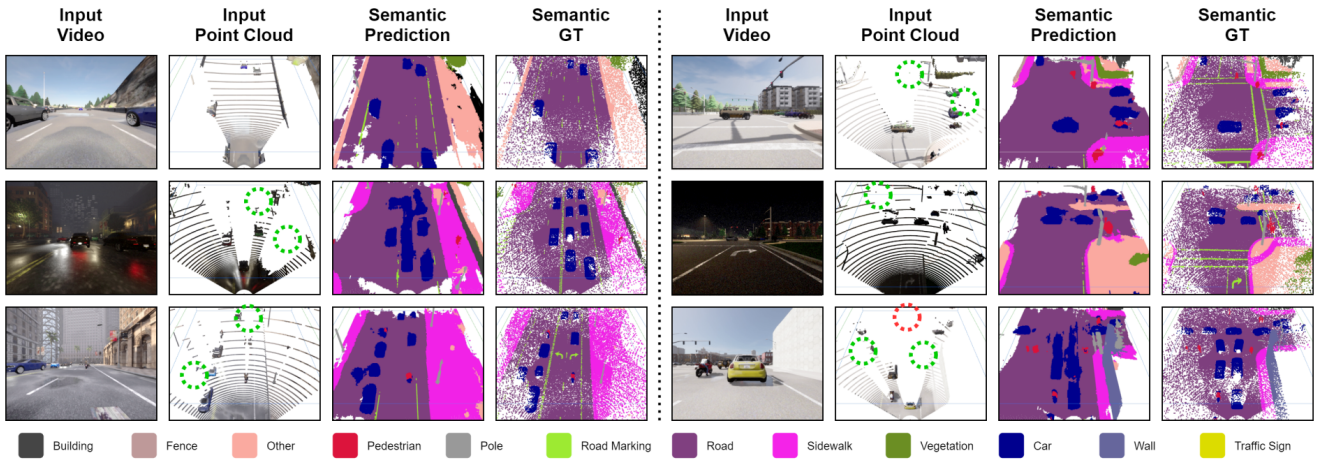 Input
Video
Input
Point Cloud
Semantic
Prediction
Semantic
GT
Input
Video
Input
Point Cloud
Semantic
Prediction
Semantic
GT
Building
Fence
Other
Pedestrian
Pole
Road Marking
Road
Sidewalk
Vegetation
Car
Wall
Traffic Sign